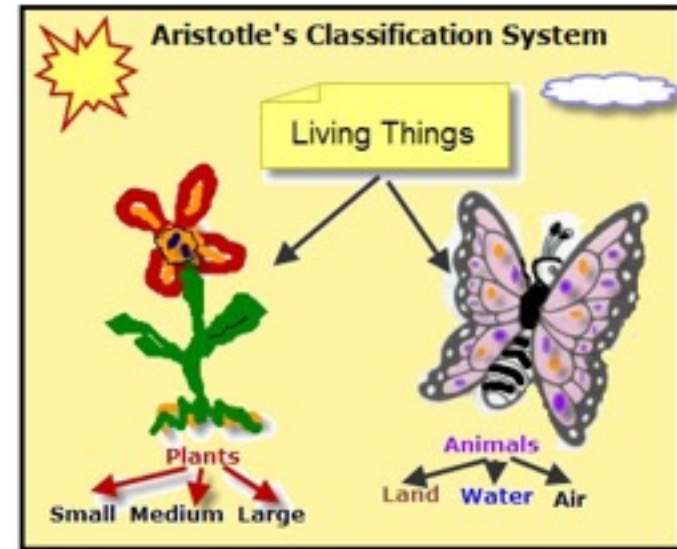 Aristotle's Classification System
Living Things
Plants
Small Medium Large
Animals
Land Water Air